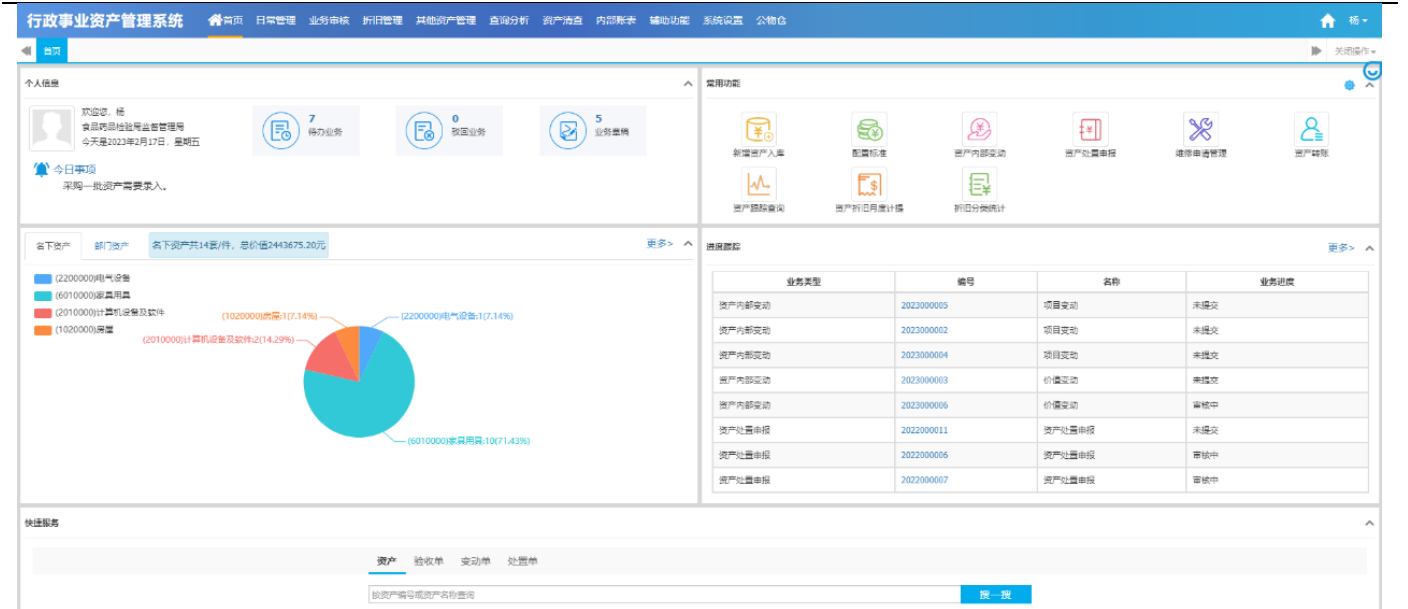 行政事业资产管理系统 首页 日常管理 业务审核 折旧管理 其他资产管理 查询分析 资产清查 内部账表 辅助功能 系统设置 公物仓 杨
首页 关闭操作
个人信息
欢迎您，杨
食品药品检验局监督管理局
今天是2023年2月17日，星期五
7
待办业务
0
驳回业务
5
业务草稿
今日事项
采购一批资产需要录入。
常用功能
新增资产入库 配置标准 资产内部变动 资产处置申报 维修申请管理 资产转账
资产跟踪查询 资产折旧月度计提 折旧分类统计
名下资产 部门资产 名下资产共14套/件，总价值2443675.20元 更多>
(2200000)电气设备
(6010000)家具用具
(2010000)计算机设备及软件
(1020000)房屋
(1020000)房屋:1(7.14%)
(2200000)电气设备:1(7.14%)
(2010000)计算机设备及软件:2(14.29%)
(6010000)家具用具:10(71.43%)
进度跟踪 更多>
业务类型 编号 名称 业务进度
资产内部变动 2023000005 项目变动 未提交
资产内部变动 2023000002 项目变动 未提交
资产内部变动 2023000004 项目变动 未提交
资产内部变动 2023000003 价值变动 未提交
资产内部变动 2023000006 价值变动 审核中
资产处置申报 2022000011 资产处置申报 未提交
资产处置申报 2022000006 资产处置申报 审核中
资产处置申报 2022000007 资产处置申报 审核中
快速服务
资产 验收单 变动单 处置单
按资产编号或资产名称查询 搜一搜